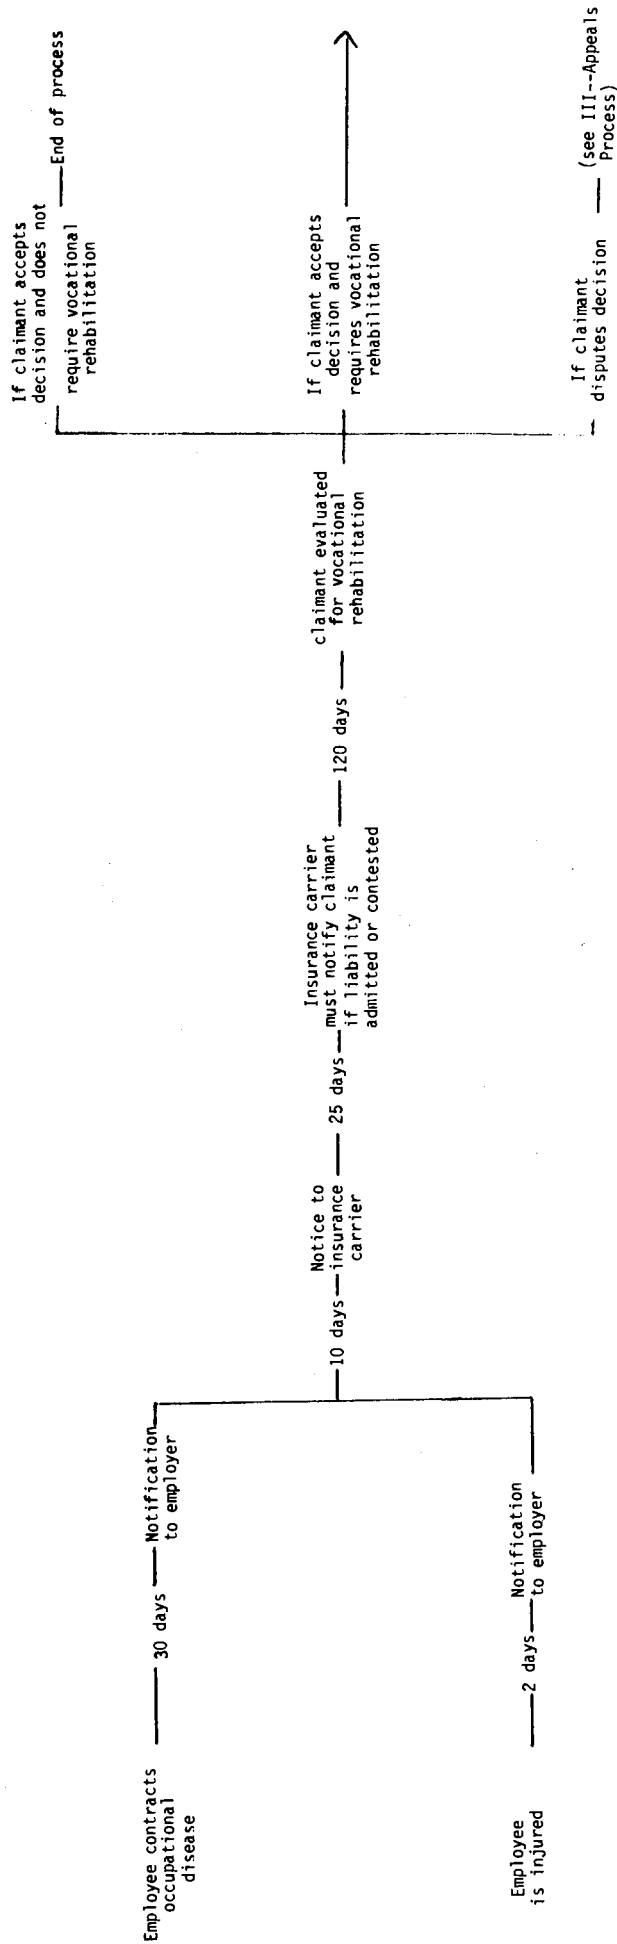 Employee contracts
occupational
disease
30 days
Notification
to employer
Employee
is injured
2 days
Notification
to employer
10 days
Notice to
insurance
carrier
25 days
Insurance carrier
must notify claimant
if liability is
admitted or contested
120 days
claimant evaluated
for vocational
rehabilitation
If claimant accepts
decision and does not
require vocational
rehabilitation
End of process
If claimant accepts
decision and
requires vocational
rehabilitation
If claimant
disputes decision
(see III--Appeals
Process)